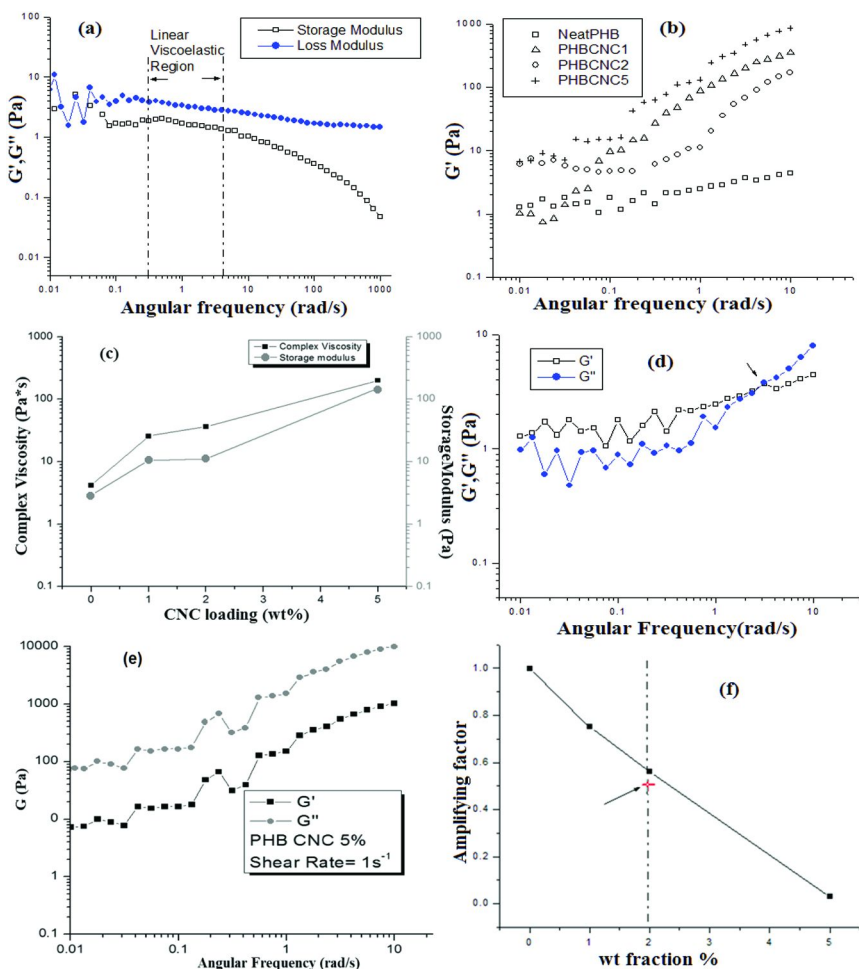 (a)
Linear
Viscoelastic
Region
Storage Modulus
Loss Modulus
100
10
1
0.1
0.01
G',G'' (Pa)
0.01 0.1 1 10 100 1000
Angular frequency (rad/s)
(b)
NeatPHB
PHBCNC1
PHBCNC2
PHBCNC5
1000
100
10
1
0.1
G' (Pa)
0.01 0.1 1 10
Angular frequency (rad/s)
(c)
Complex Viscosity
Storage modulus
1000
100
10
1
0.1
Complex Viscosity (Pa*s)
1000
100
10
1
0.1
StorageModulus (Pa)
0 1 2 3 4 5
CNC loading (wt%)
(d)
G'
G''
10
1
0.1
G',G'' (Pa)
0.01 0.1 1 10
Angular Frequency(rad/s)
(e)
10000
1000
100
0
1
0.1
G (Pa)
G'
G''
PHB CNC 5%
Shear Rate= 1s⁻¹
0.01 0.1 1 10
Angular Frequency (rad/s)
(f)
1.0
0.8
0.6
0.4
0.2
0.0
Amplifying factor
0 1 2 3 4 5
wt fraction %